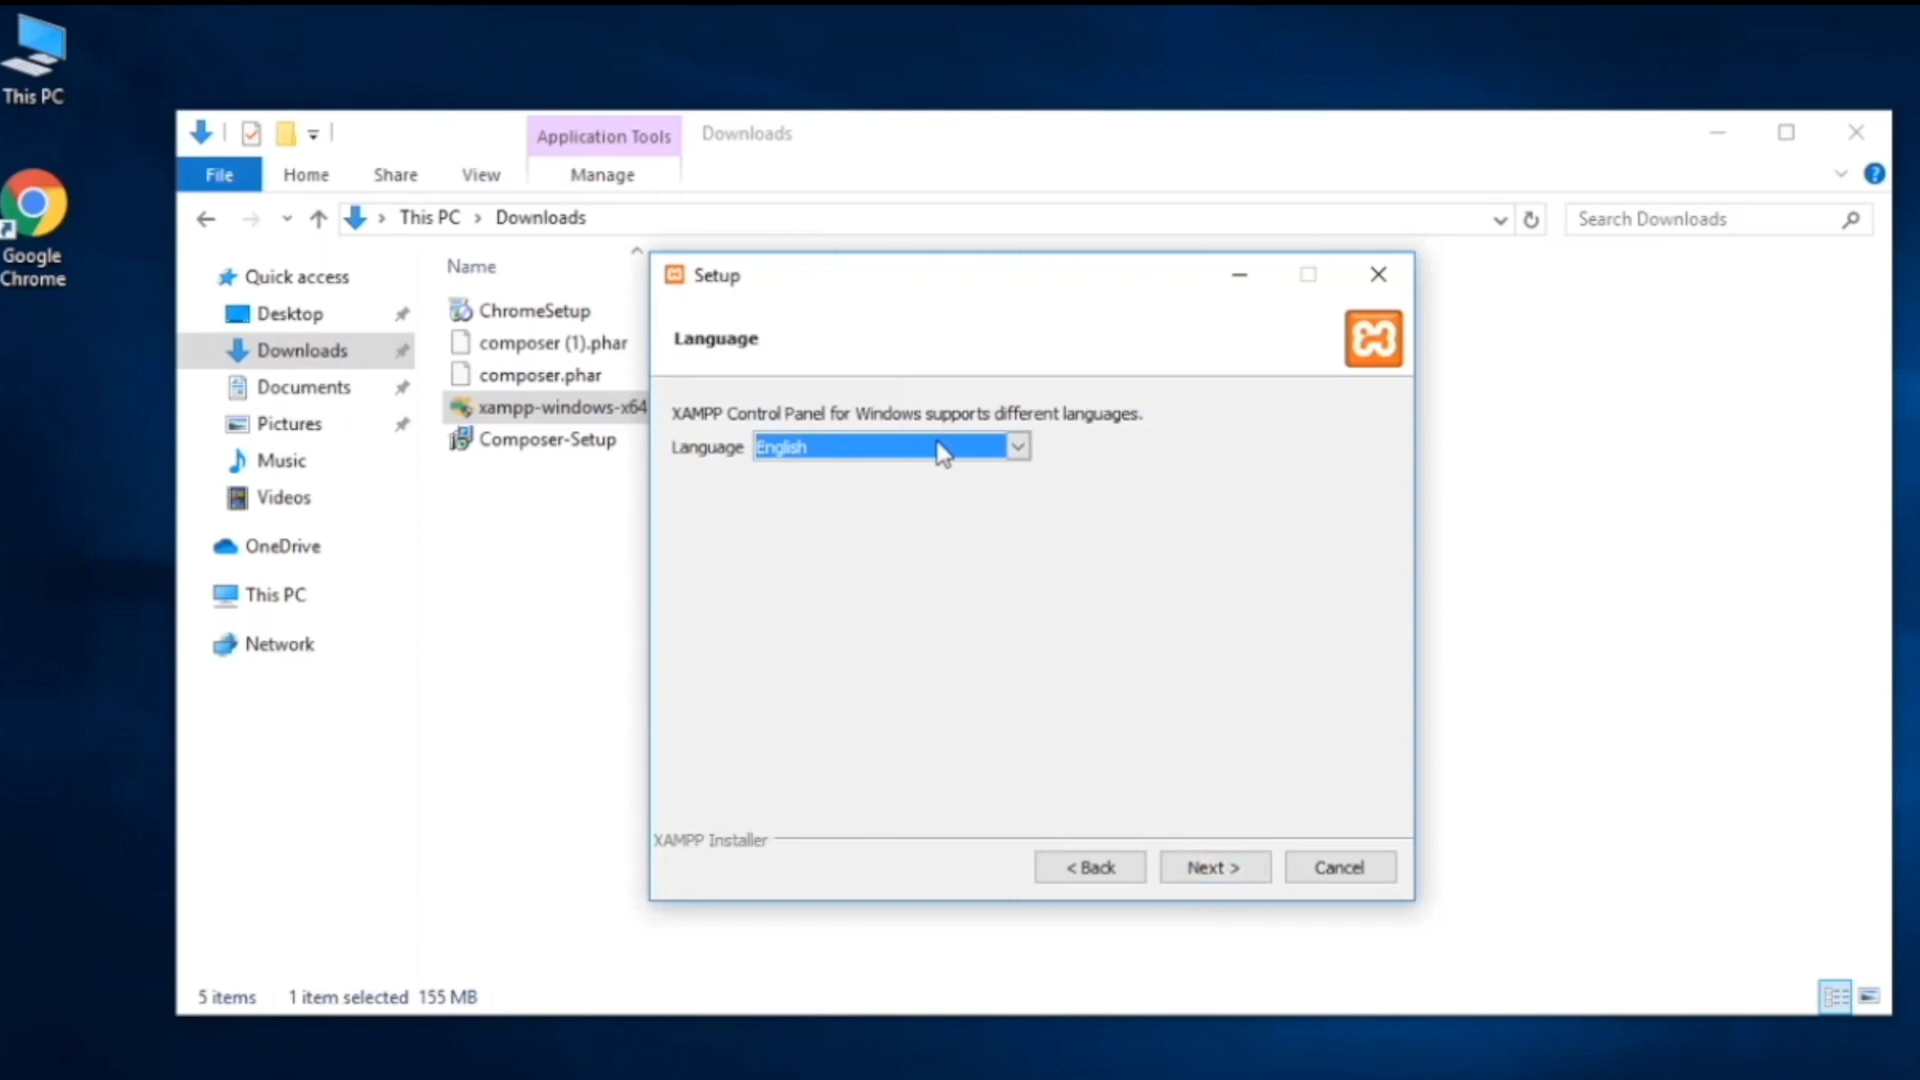 This PC
Google
Chrome
Application Tools
Downloads
File
Home
Share
View
Manage
This PC
Downloads
Search Downloads
Quick access
Desktop
Downloads
Documents
Pictures
Music
Videos
OneDrive
This PC
Network
Name
ChromeSetup
composer (1).phar
composer.phar
xampp-windows-x64
Composer-Setup
Setup
Language
XAMPP Control Panel for Windows supports different languages.
Language English
XAMPP Installer
< Back
Next >
Cancel
5 items
1 item selected 155 MB